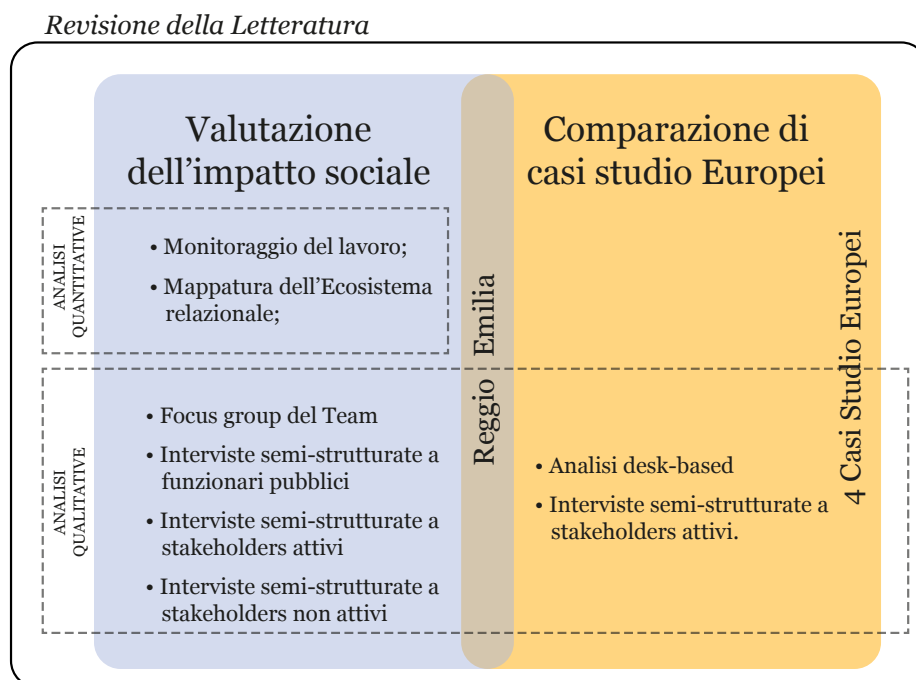 Revisione della Letteratura
Valutazione
dell’impatto sociale
ANALISI
QUANTITATIVE
• Monitoraggio del lavoro;
• Mappatura dell’Ecosistema
relazionale;
ANALISI
QUALITATIVE
• Focus group del Team
• Interviste semi-strutturate a
funzionari pubblici
• Interviste semi-strutturate a
stakeholders attivi
• Interviste semi-strutturate a
stakeholders non attivi
Reggio Emilia
Comparazione di
casi studio Europei
• Analisi desk-based
• Interviste semi-strutturate a
stakeholders attivi.
4 Casi Studio Europei